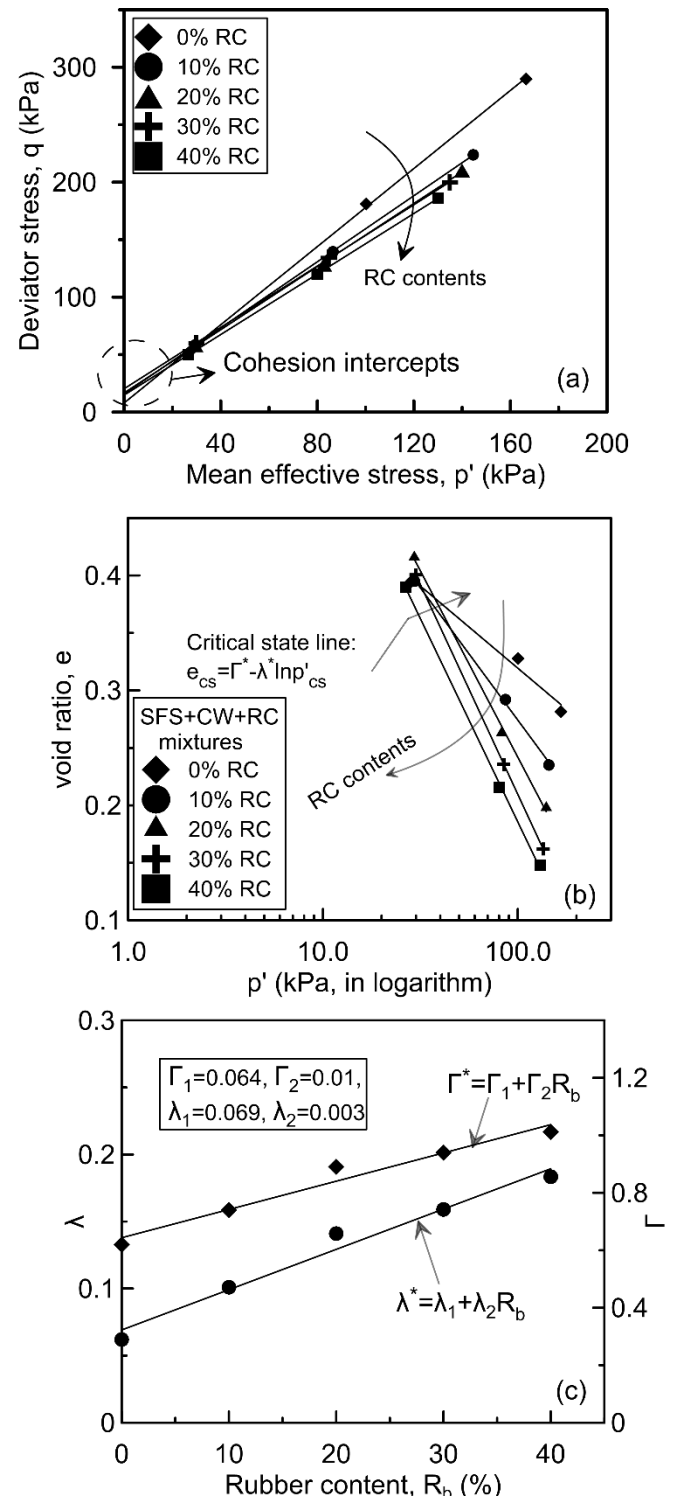 300
200
100
0
Deviator stress, q (kPa)
0% RC
10% RC
20% RC
30% RC
40% RC
RC contents
Cohesion intercepts
(a)
0 40 80 120 160 200
Mean effective stress, p' (kPa)
0.4
0.3
0.2
0.1
void ratio, e
Critical state line:
e_cs=Γ*-λ*lnp'_cs
SFS+CW+RC
mixtures
0% RC
10% RC
20% RC
30% RC
40% RC
RC contents
(b)
1.0 10.0 100.0
p' (kPa, in logarithm)
0.3
0.2
0.1
0
λ
Γ₁=0.064, Γ₂=0.01,
λ₁=0.069, λ₂=0.003
Γ*=Γ₁+Γ₂R_b
λ*=λ₁+λ₂R_b
1.2
0.8
0.4
0
Γ
(c)
0 10 20 30 40
Rubber content, R_b (%)